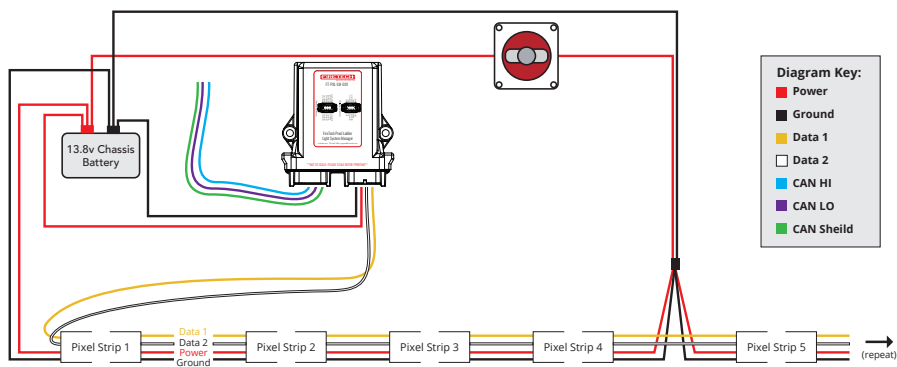 13.8v Chassis
Battery
FIRETECH
Diagram Key:
Power
Ground
Data 1
Data 2
CAN HI
CAN LO
CAN Sheild
Pixel Strip 1
Data 1
Data 2
Power
Ground
Pixel Strip 2
Pixel Strip 3
Pixel Strip 4
Pixel Strip 5
(repeat)